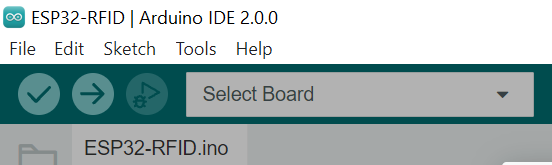 ESP32-RFID | Arduino IDE 2.0.0
File Edit Sketch Tools Help
Select Board
ESP32-RFID.ino